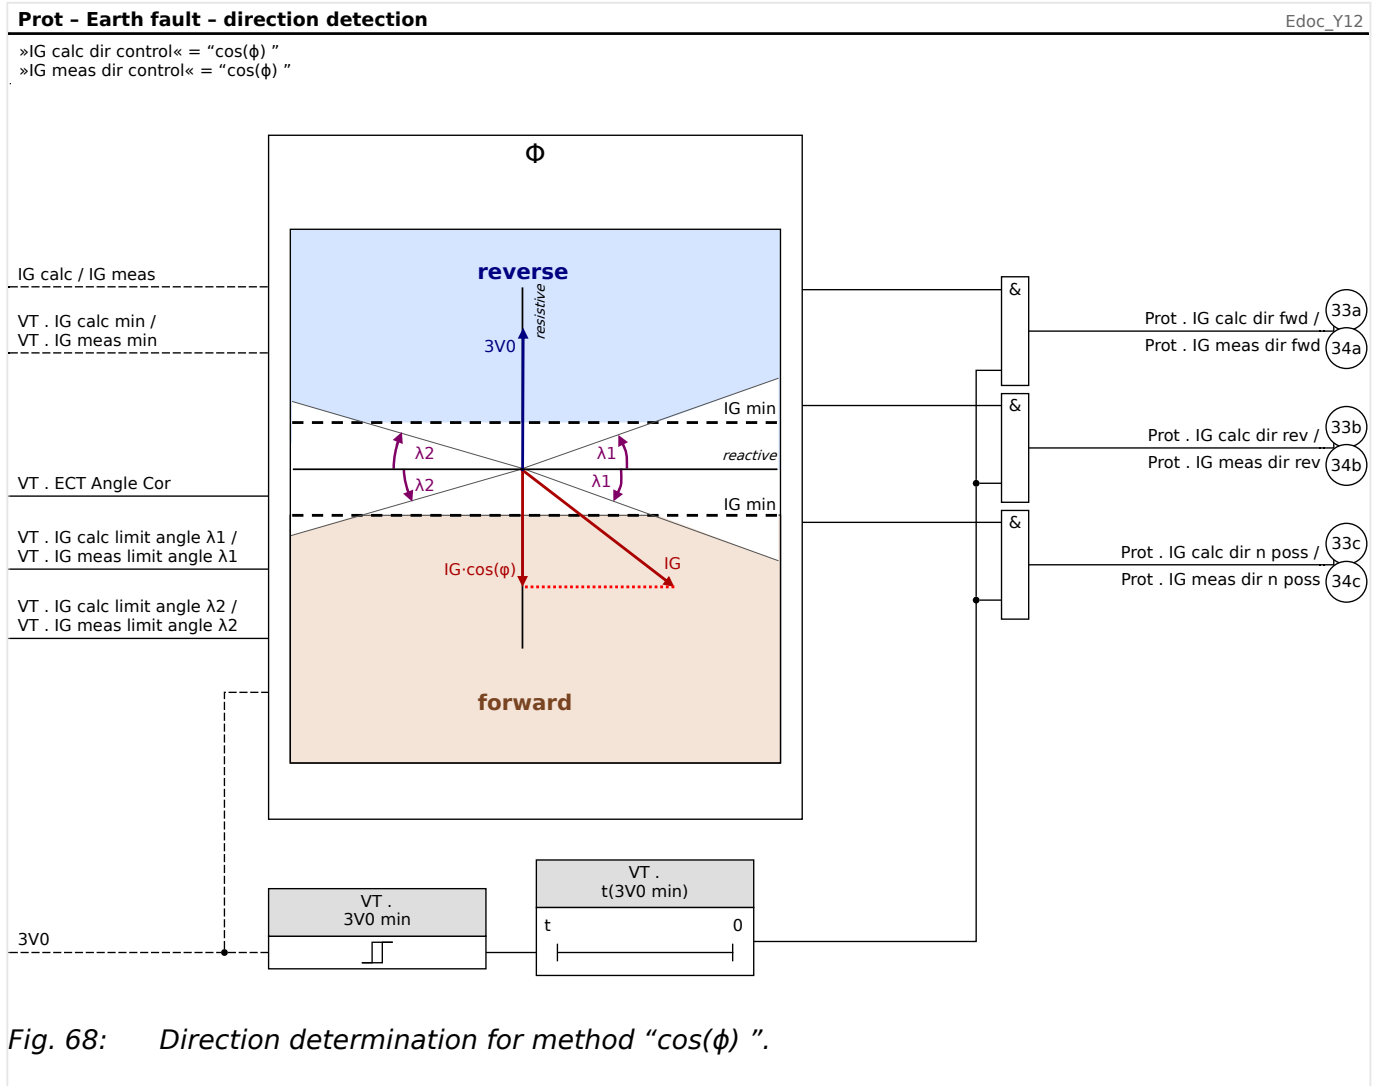 Prot – Earth fault – direction detection
Edoc_Y12
»IG calc dir control« = “cos(ϕ) ”
»IG meas dir control« = “cos(ϕ) ”
Φ
reverse
resistive
3V0
IG calc / IG meas
VT . IG calc min /
VT . IG meas min
IG min
λ2
λ1
reactive
λ2
λ1
IG min
VT . ECT Angle Cor
VT . IG calc limit angle λ1 /
VT . IG meas limit angle λ1
IG·cos(φ)
IG
VT . IG calc limit angle λ2 /
VT . IG meas limit angle λ2
forward
&
Prot . IG calc dir fwd /
33a
Prot . IG meas dir fwd
34a
&
Prot . IG calc dir rev /
33b
Prot . IG meas dir rev
34b
&
Prot . IG calc dir n poss /
33c
Prot . IG meas dir n poss
34c
3V0
VT .
3V0 min
VT .
t(3V0 min)
t
0
Fig. 68: Direction determination for method “cos(ϕ) ”.